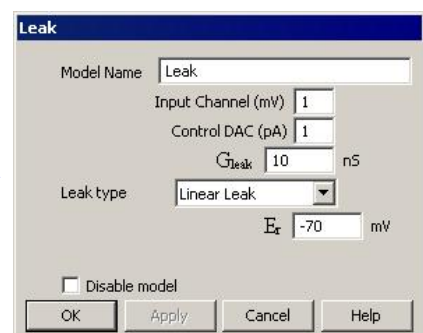 Leak
Model Name Leak
Input Channel (mV) 1
Control DAC (pA) 1
Gleak 10 nS
Leak type Linear Leak
Er -70 mV
Disable model
OK Apply Cancel Help